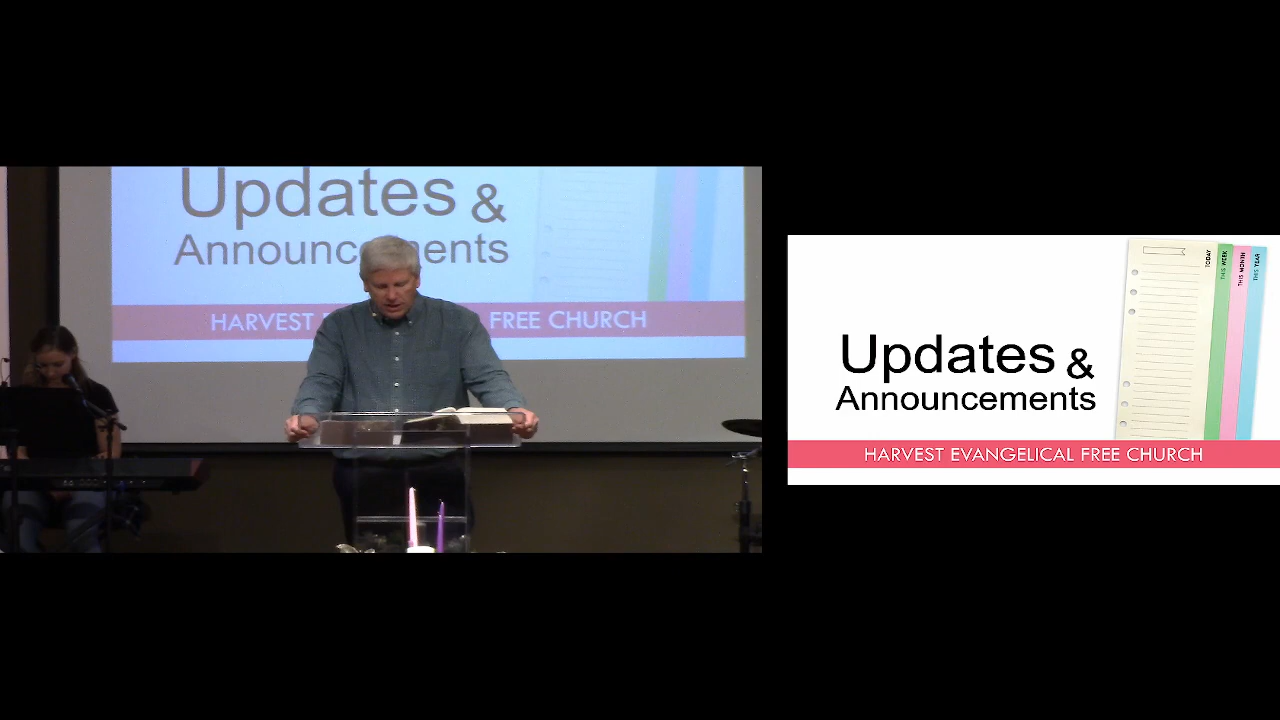 Updates &
Announcements
HARVEST FREE CHURCH
Updates &
Announcements
HARVEST EVANGELICAL FREE CHURCH
TODAY
THIS WEEK
THIS MONTH
THIS YEAR